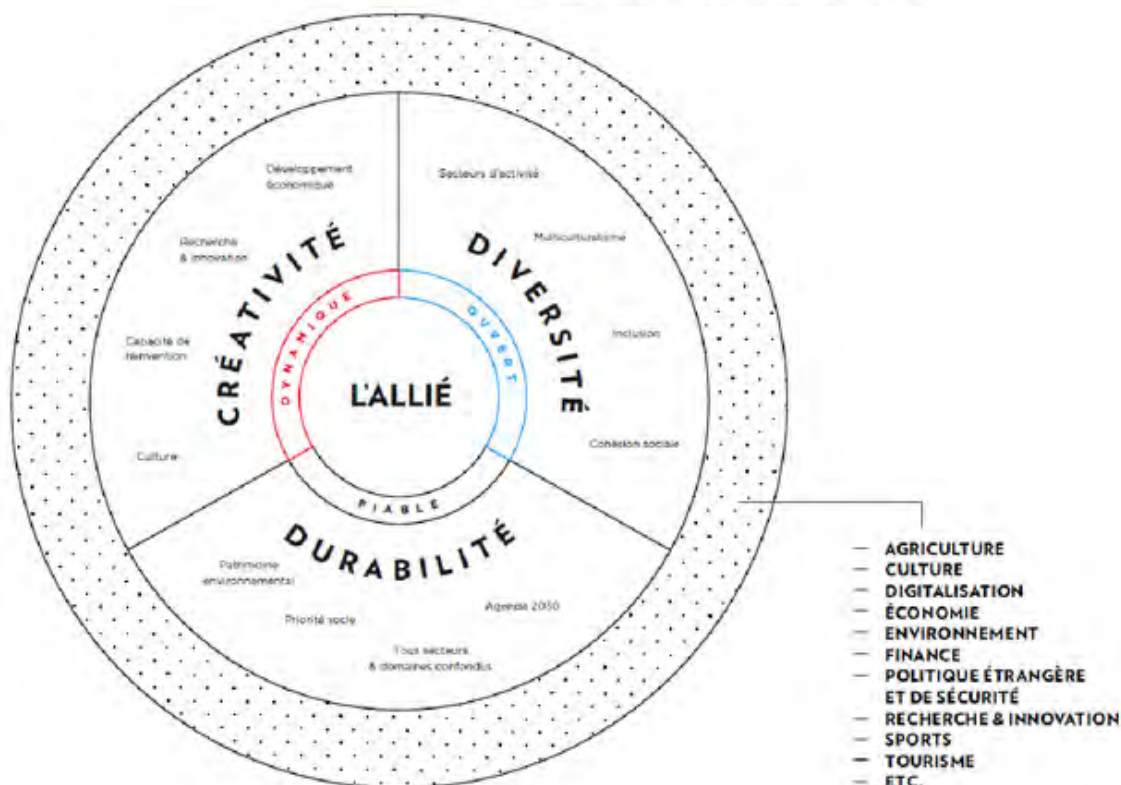 Développement
économique
Secteurs d'activité
Recherche
& innovation
Multiculturalisme
CRÉATIVITÉ
DIVERSITÉ
DYNAMIQUE
OUVERT
Inclusion
Capacité de
réinvention
L'ALLIÉ
Culture
Cohésion sociale
FIABLE
DURABILITÉ
Patrimoine
environnemental
Priorité socle
Agenda 2030
Tous secteurs
& domaines confondus
— AGRICULTURE
— CULTURE
— DIGITALISATION
— ÉCONOMIE
— ENVIRONNEMENT
— FINANCE
— POLITIQUE ÉTRANGÈRE
ET DE SÉCURITÉ
— RECHERCHE & INNOVATION
— SPORTS
— TOURISME
— ETC.